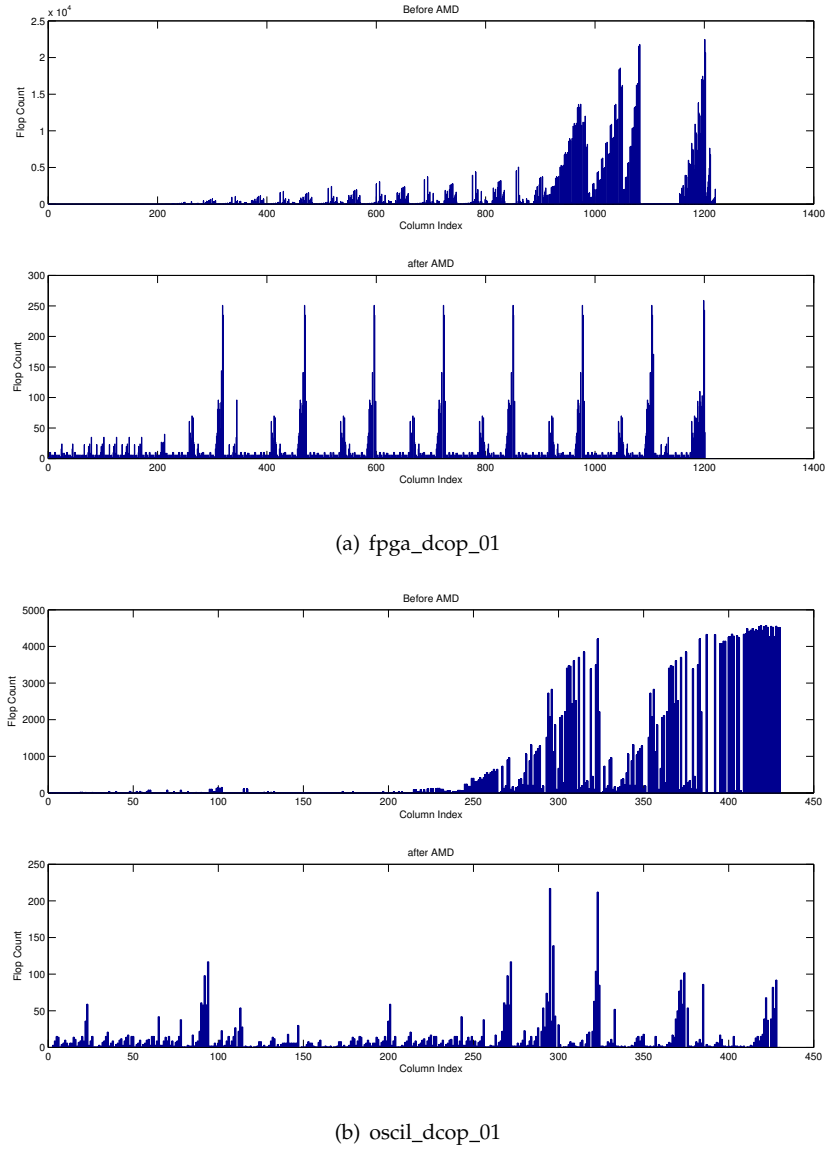 Before AMD
x 10^4
2.5
2
1.5
1
0.5
0
Flop Count
0 200 400 600 800 1000 1200 1400
Column Index
after AMD
300
250
200
150
100
50
0
Flop Count
0 200 400 600 800 1000 1200 1400
Column Index
(a) fpga_dcop_01
Before AMD
5000
4000
3000
2000
1000
0
Flop Count
0 50 100 150 200 250 300 350 400 450
Column Index
after AMD
250
200
150
100
50
0
Flop Count
0 50 100 150 200 250 300 350 400 450
Column Index
(b) oscil_dcop_01